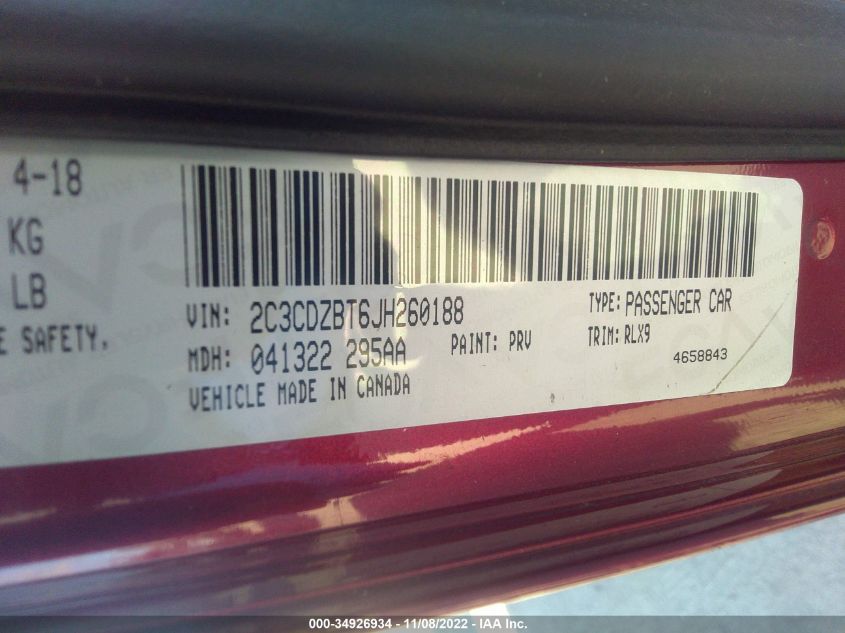 4-18
KG
LB
E SAFETY.
VIN: 2C3CDZBT6JH260188
TYPE: PASSENGER CAR
MDH: 041322 295AA
PAINT: PRV
TRIM: RLX9
4658843
VEHICLE MADE IN CANADA
000-34926934 - 11/08/2022 - IAA Inc.